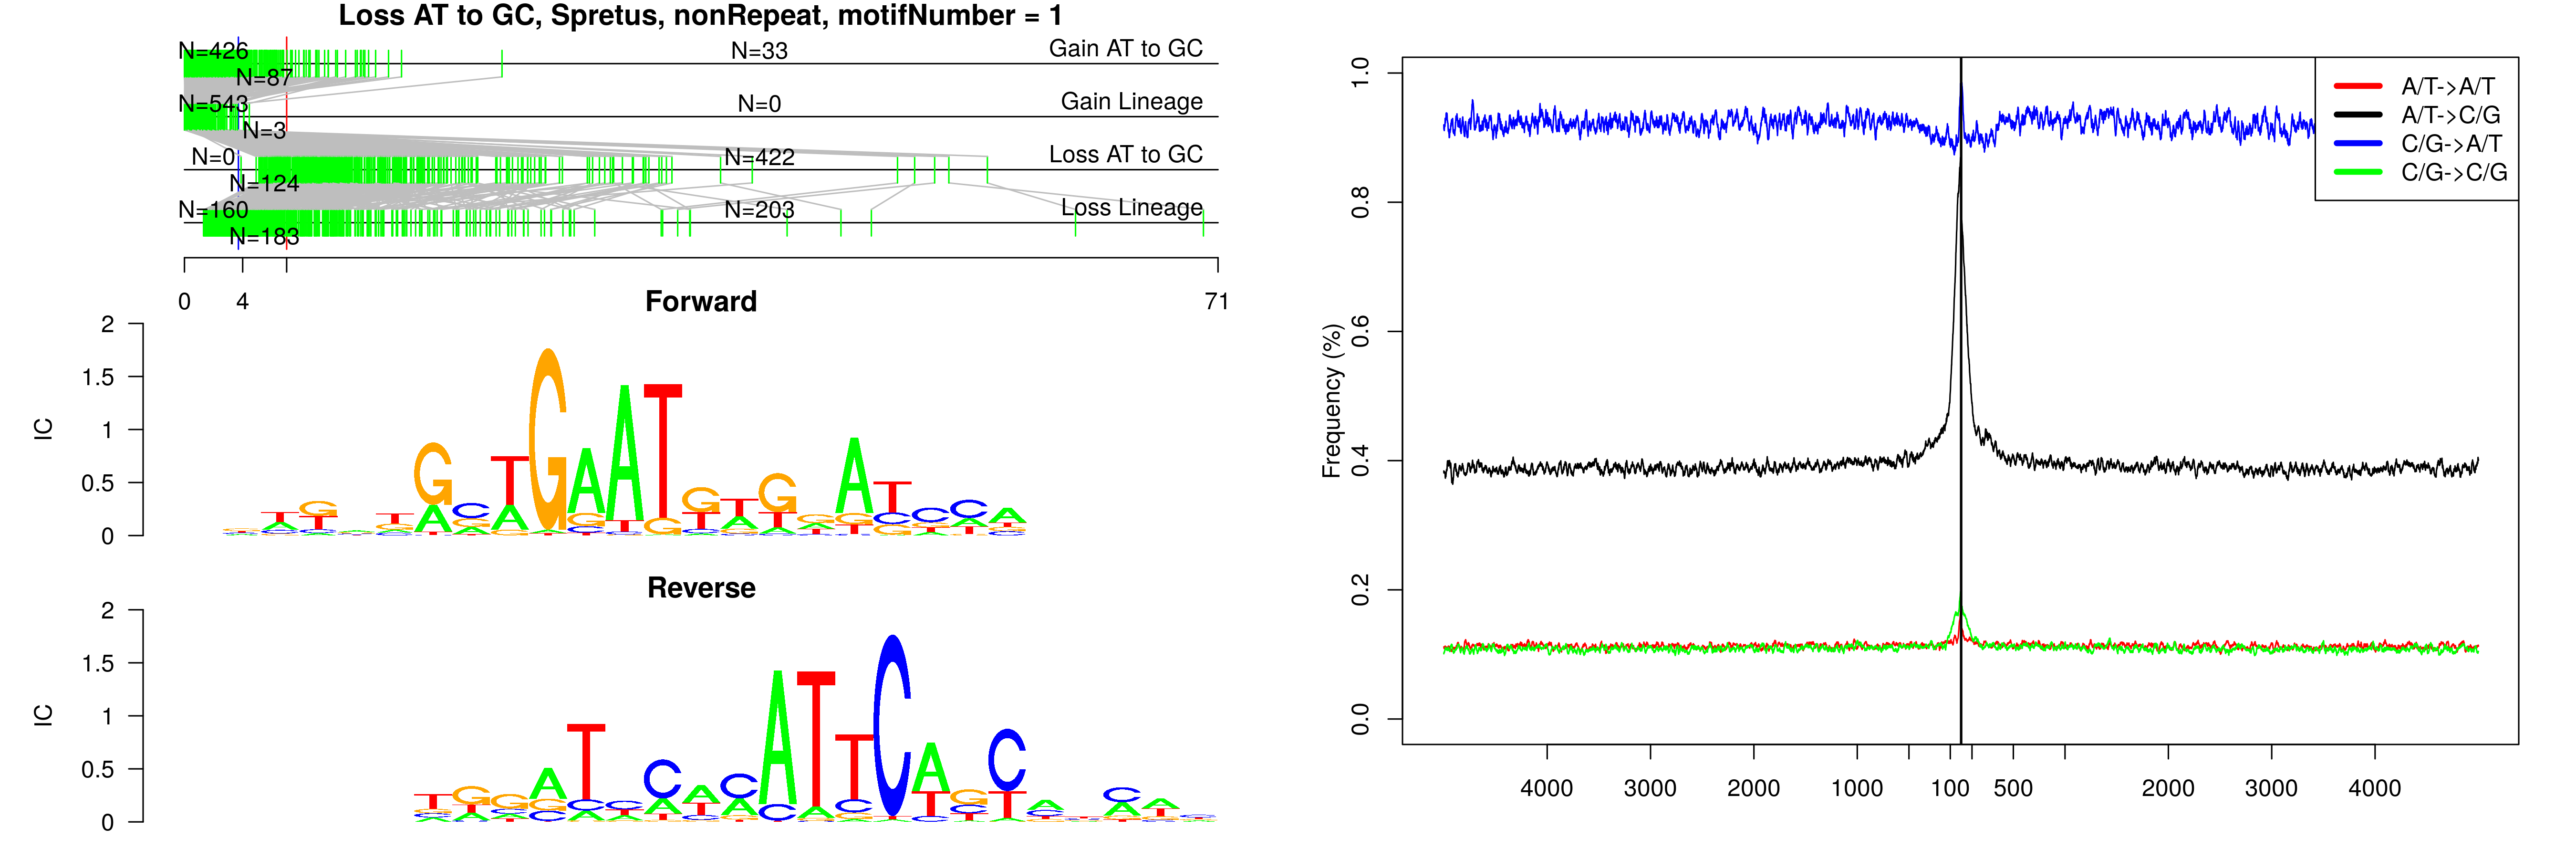 Loss AT to GC, Spretus, nonRepeat, motifNumber = 1
N=426 N=33 Gain AT to GC
N=87
N=543 N=0 Gain Lineage
N=3
N=0 N=422 Loss AT to GC
N=124
N=160 N=203 Loss Lineage
N=183
0 4 71
Forward
IC
2
1.5
1
0.5
0
Reverse
IC
2
1.5
1
0.5
0
Frequency (%)
1.0
0.8
0.6
0.4
0.2
0.0
4000 3000 2000 1000 100 500 2000 3000 4000
A/T->A/T
A/T->C/G
C/G->A/T
C/G->C/G